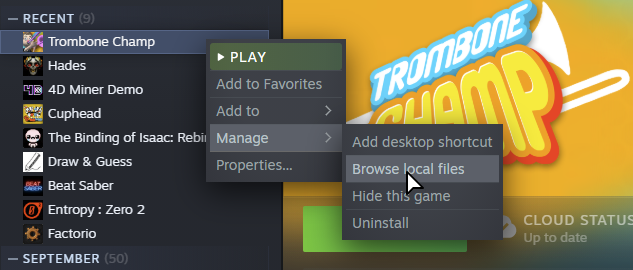 — RECENT (9)
Trombone Champ
Hades
4D Miner Demo
Cuphead
The Binding of Isaac: Rebir
Draw & Guess
Beat Saber
Entropy : Zero 2
Factorio
— SEPTEMBER (50)
PLAY
Add to Favorites
Add to
Manage
Properties...
Add desktop shortcut
Browse local files
Hide this game
Uninstall
TROMBONE
CHAMP
CLOUD STATUS
Up to date